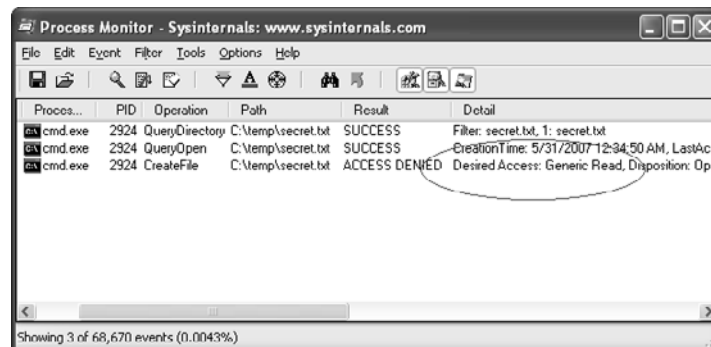 Process Monitor - Sysinternals: www.sysinternals.com
File Edit Event Filter Tools Options Help
Proces... PID Operation Path Result Detail
cmd.exe 2924 QueryDirectory C:\temp\secret.txt SUCCESS Filter: secret.txt, 1: secret.txt
cmd.exe 2924 QueryOpen C:\temp\secret.txt SUCCESS CreationTime: 5/31/2007 12:34:50 AM, LastAc
cmd.exe 2924 CreateFile C:\temp\secret.txt ACCESS DENIED Desired Access: Generic Read, Disposition: Op
Showing 3 of 68,670 events (0.0043%)